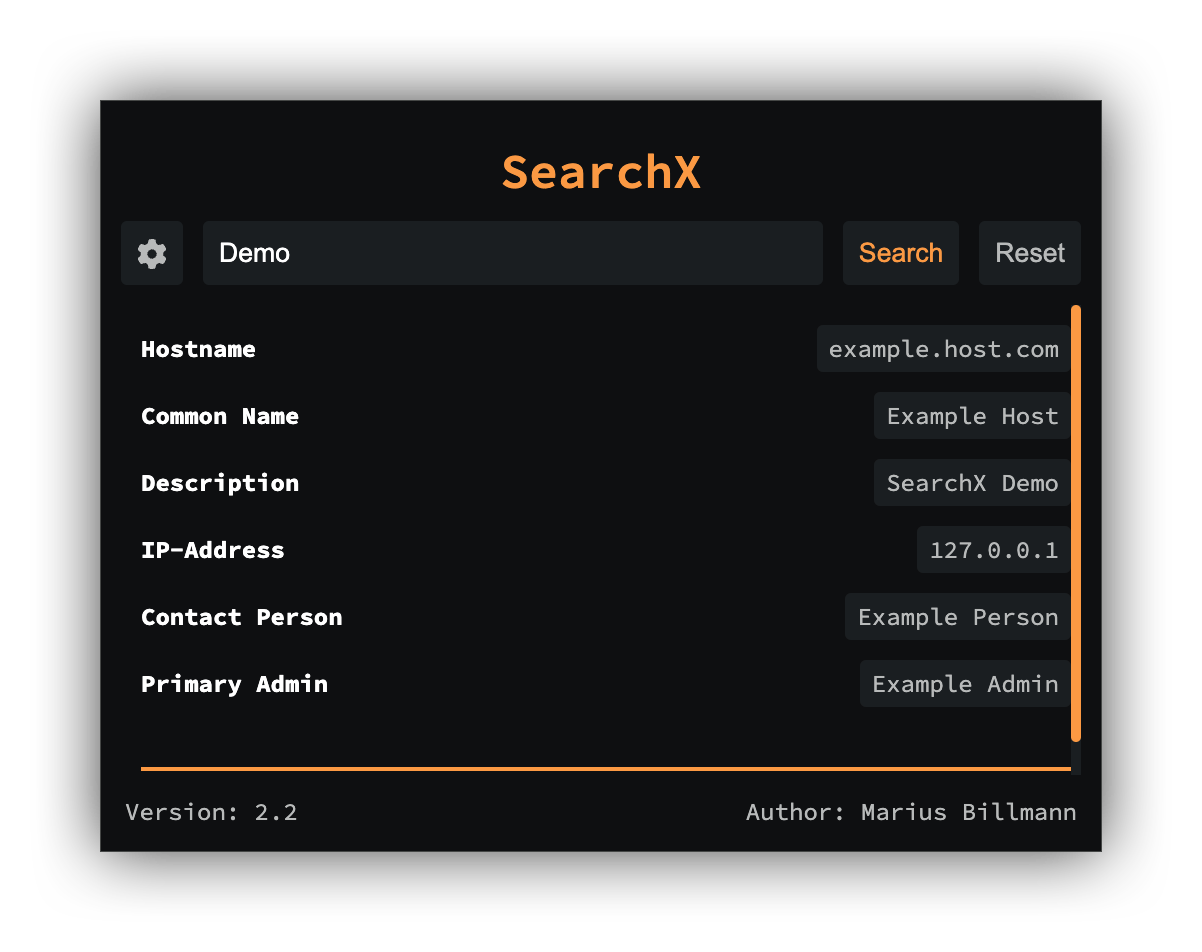 SearchX
Demo Search Reset
Hostname example.host.com
Common Name Example Host
Description SearchX Demo
IP-Address 127.0.0.1
Contact Person Example Person
Primary Admin Example Admin
Version: 2.2 Author: Marius Billmann